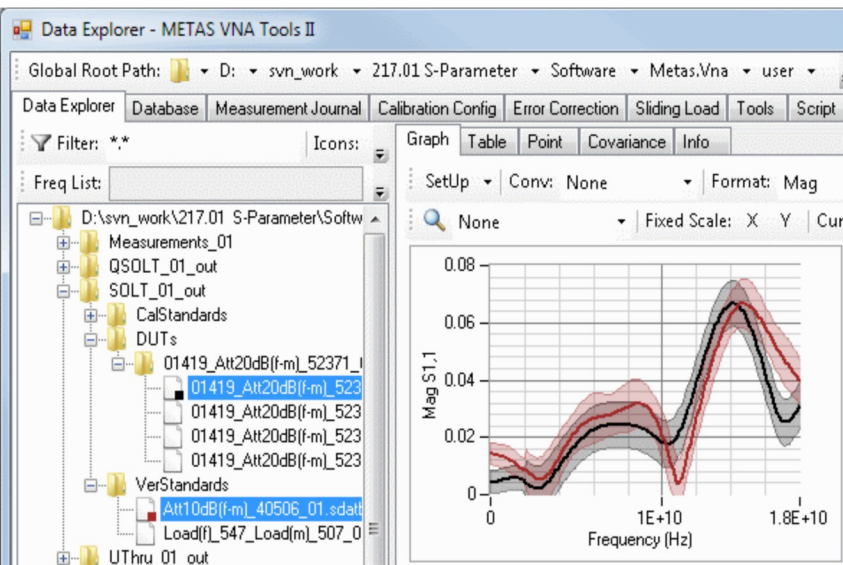 Data Explorer - METAS VNA Tools II
Global Root Path: D: svn_work 217.01 S-Parameter Software Metas.Vna user
Data Explorer Database Measurement Journal Calibration Config Error Correction Sliding Load Tools Script
Filter: *.* Icons:
Graph Table Point Covariance Info
Freq List:
SetUp Conv: None Format: Mag
None Fixed Scale: X Y Cur
D:\svn_work\217.01 S-Parameter\Softw
Measurements_01
QSOLT_01_out
SOLT_01_out
CalStandards
DUTs
01419_Att20dB(f-m)_52371_
01419_Att20dB(f-m)_523
01419_Att20dB(f-m)_523
01419_Att20dB(f-m)_523
01419_Att20dB(f-m)_523
VerStandards
Att10dB(f-m)_40506_01.sdatb
Load(f)_547_Load(m)_507_0
UThru_01_out
0.08
0.06
0.04
0.02
0
Mag S1,1
0 1E+10 1.8E+10
Frequency (Hz)